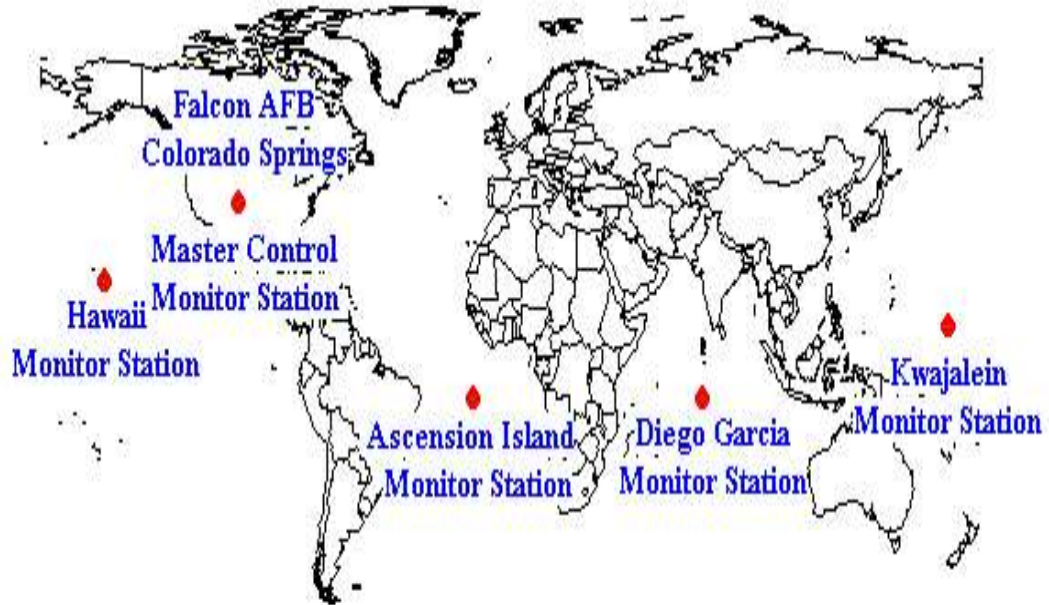 Falcon AFB
Colorado Springs
Master Control
Monitor Station
Hawaii
Monitor Station
Ascension Island
Monitor Station
Diego Garcia
Monitor Station
Kwajalein
Monitor Station